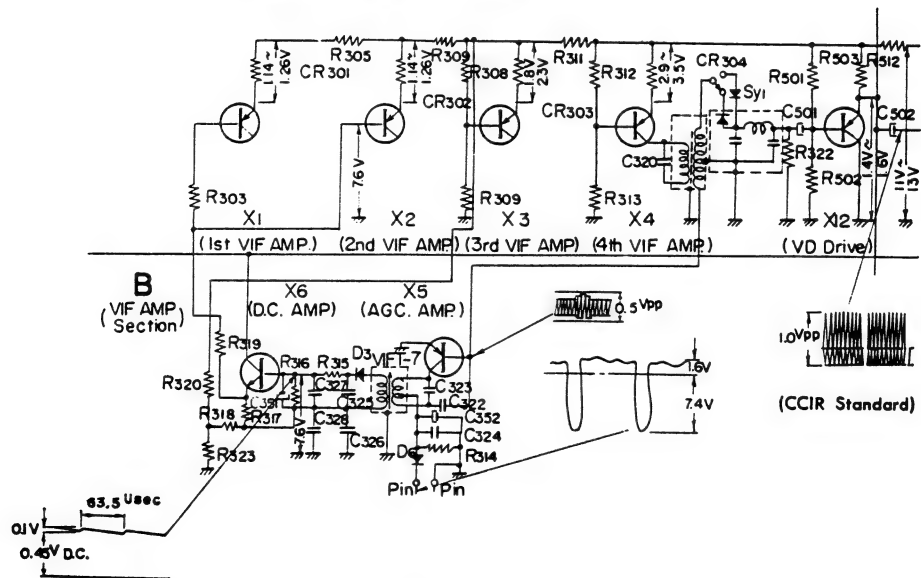 R305
R309
R311
R503
R512
1.14~
1.26V
CR301
1.14~
1.26V
R308
1.8V~
2.3V
R312
2.9~
3.5V
CR304
Sy1
R501
CR302
CR303
C501
C502
C320
R322
1.4V~
1.6V
11V~
13V
R303
7.6V
R309
R313
R502
X1
X2
X3
X4
X12
(1st VIF AMP.)
(2nd VIF AMP)
(3rd VIF AMP)
(4th VIF AMP)
(VD Drive)
B
(VIF AMP.
Section)
X6
X5
(D.C. AMP)
(AGC. AMP.)
0.5Vpp
R319
R316
R315
D3
VIFT-7
1.0Vpp
R320
C327
C323
1.6V
C351
C325
C322
7.4V
(CCIR Standard)
R318
R317
C352
7.6V
C328
C324
R323
C326
R314
Pin
Pin
63.5 Usec
0.1V
0.45V D.C.